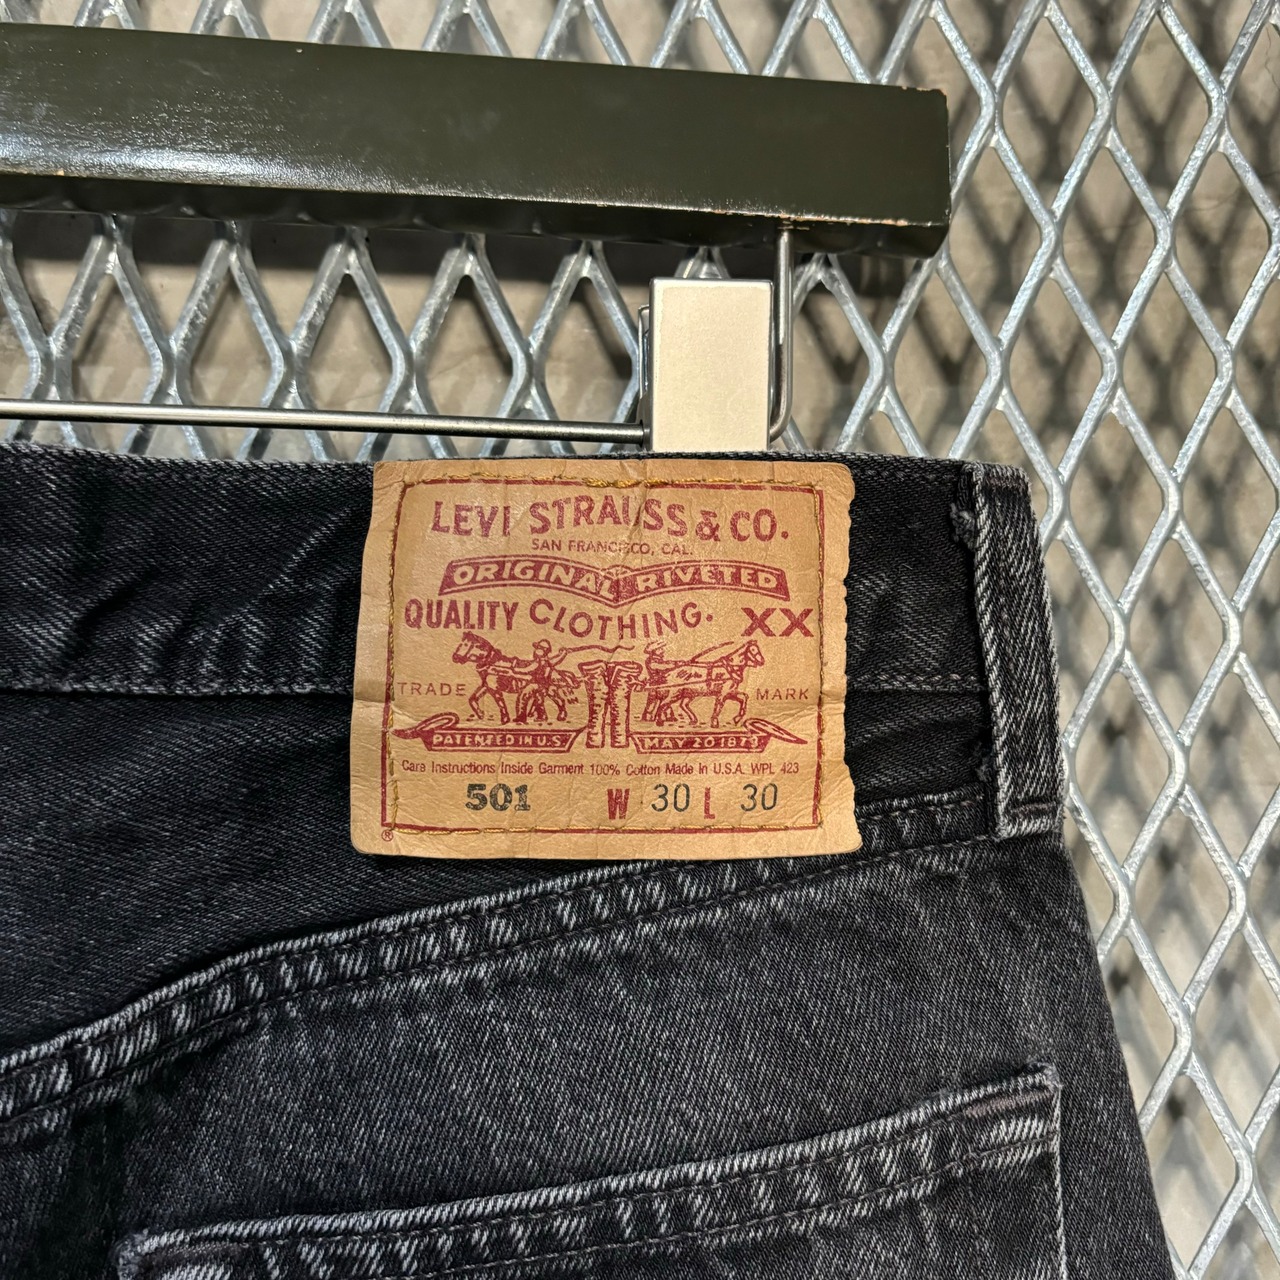 LEVI STRAUSS & CO.
SAN FRANCISCO, CAL.
ORIGINAL RIVETED
QUALITY CLOTHING. XX
TRADE MARK
PATENTED IN U.S. MAY 20 1873
Care Instructions Inside Garment 100% Cotton Made In U.S.A. WPL 423
501 W 30 L 30
®